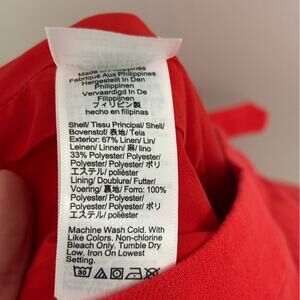 Made In Philippines
Fabriqué Aux Philippines
Hergestellt In Den
Philippinen
Vervaardigd In De
Filipijnen
フィリピン製
hecho en filipinas
Shell/ Tissu Principal/ Shell/
Bovenstof/ 表地/ Tela
Exterior: 67% Linen/ Lin/
Leinen/ Linnen/ 麻/ lino
33% Polyester/ Polyester/
Polyester/ Polyester/ ポリ
エステル/ poliéster
Lining/ Doublure/ Futter/
Voering/ 裏地/ Forro: 100%
Polyester/ Polyester/
Polyester/ Polyester/ ポリ
エステル/ poliéster
Machine Wash Cold. With
Like Colors. Non-chlorine
Bleach Only. Tumble Dry
Low. Iron On Lowest
Setting.
30